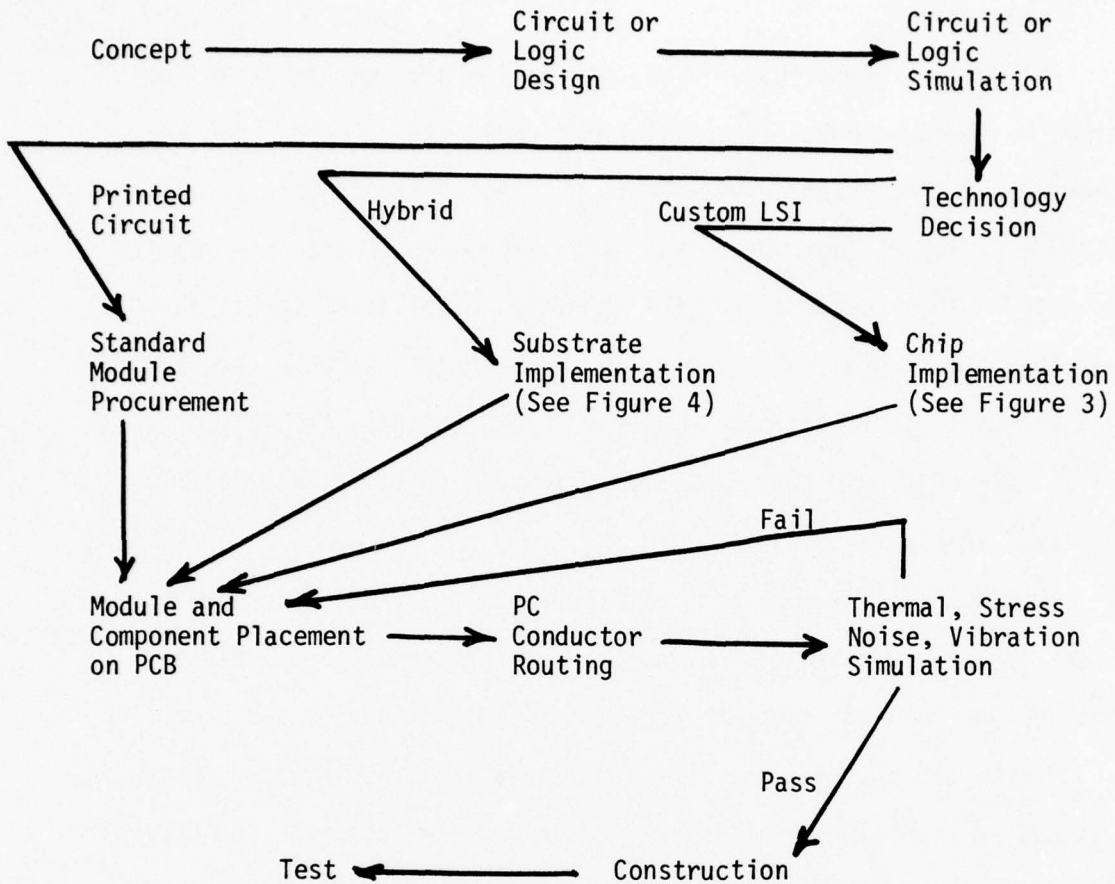 Concept
Circuit or
Logic
Design
Circuit or
Logic
Simulation
Technology
Decision
Printed
Circuit
Hybrid
Custom LSI
Standard
Module
Procurement
Substrate
Implementation
(See Figure 4)
Chip
Implementation
(See Figure 3)
Fail
Module and
Component Placement
on PCB
PC
Conductor
Routing
Thermal, Stress
Noise, Vibration
Simulation
Pass
Construction
Test